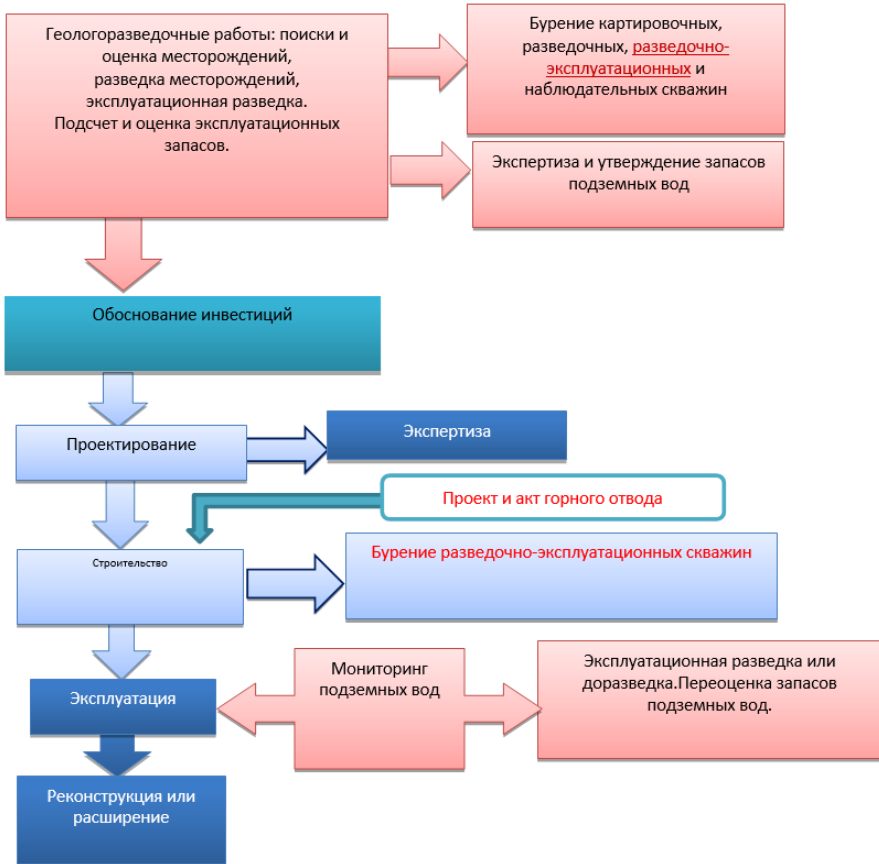 Геологоразведочные работы: поиски и
оценка месторождений,
разведка месторождений,
эксплуатационная разведка.
Подсчет и оценка эксплуатационных
запасов.
Бурение картировочных,
разведочных, разведочно-
эксплуатационных и
наблюдательных скважин
Экспертиза и утверждение запасов
подземных вод
Обоснование инвестиций
Проектирование
Экспертиза
Проект и акт горного отвода
Строительство
Бурение разведочно-эксплуатационных скважин
Эксплуатация
Мониторинг
подземных вод
Эксплуатационная разведка или
доразведка.Переоценка запасов
подземных вод.
Реконструкция или
расширение